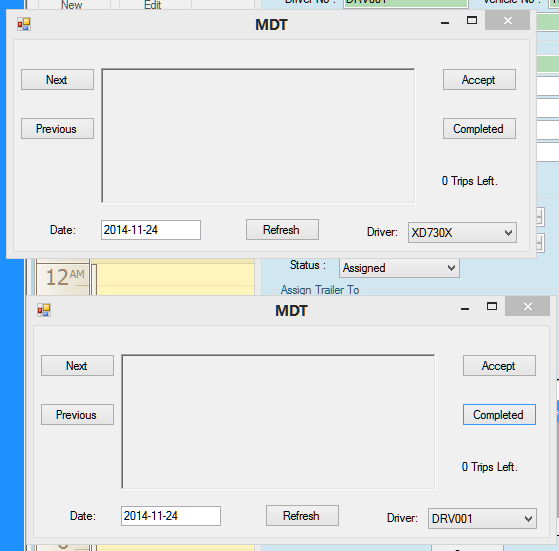 New Edit
Driver No : DRV001 Vehicle No :
MDT
Next
Accept
Previous
Completed
0 Trips Left.
Date: 2014-11-24 Refresh Driver: XD730X
Status : Assigned
12 AM
Assign Trailer To
MDT
Next
Accept
Previous
Completed
0 Trips Left.
Date: 2014-11-24 Refresh Driver: DRV001